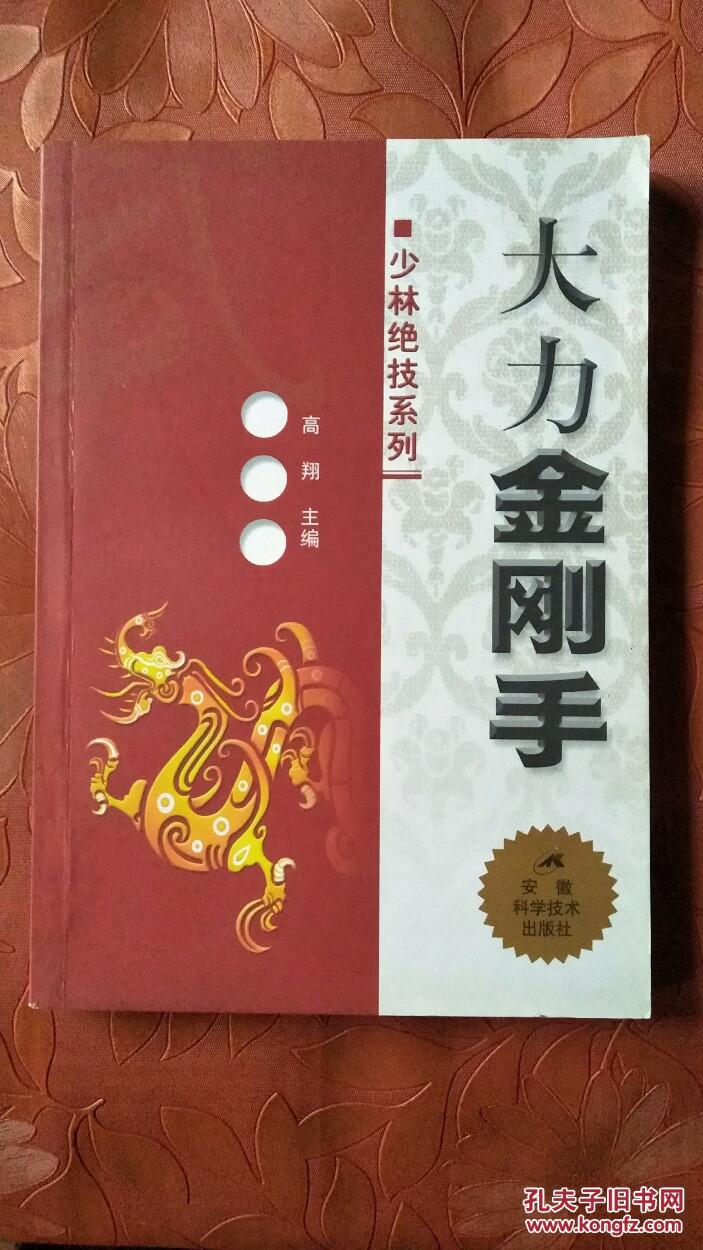 大力金刚手
少林绝技系列
高翔 主编
安徽
科学技术
出版社
孔夫子旧书网
www.kongfz.com